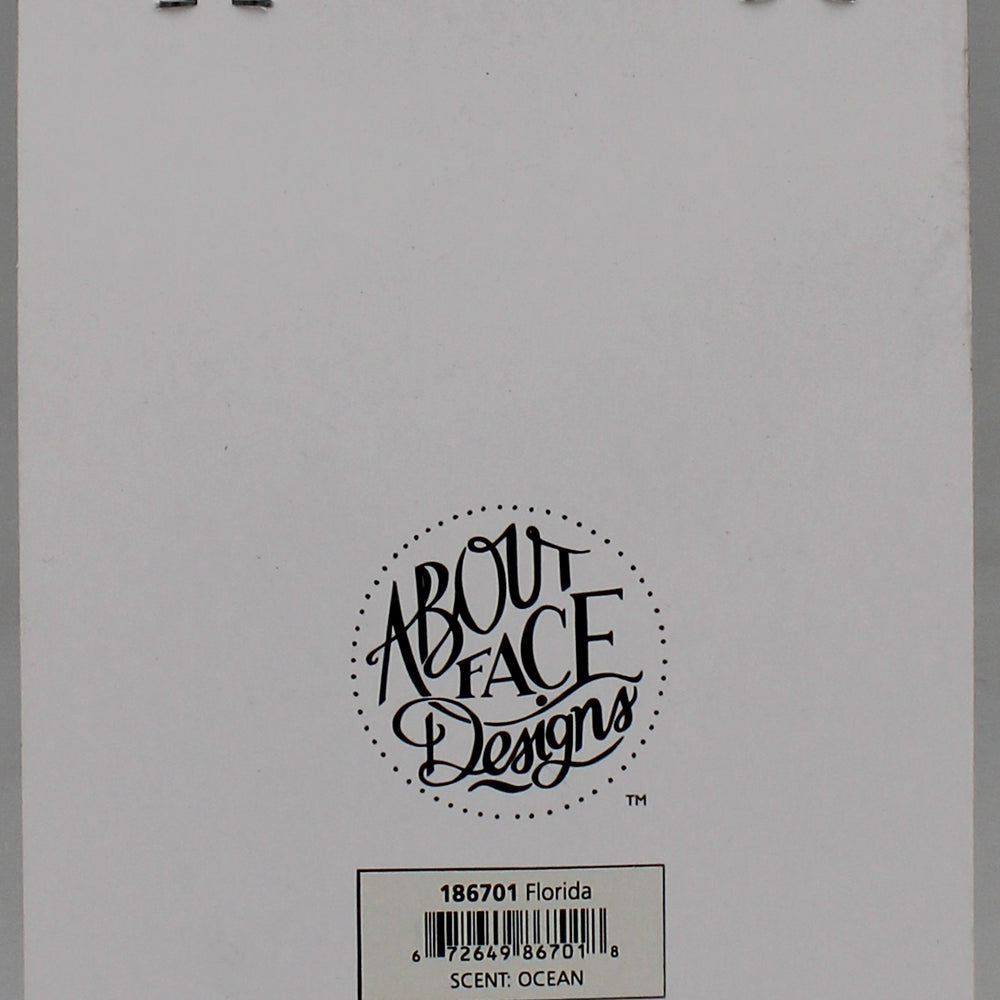 ABOUT
FACE
Designs
TM
186701 Florida
6 72649 86701 8
SCENT: OCEAN